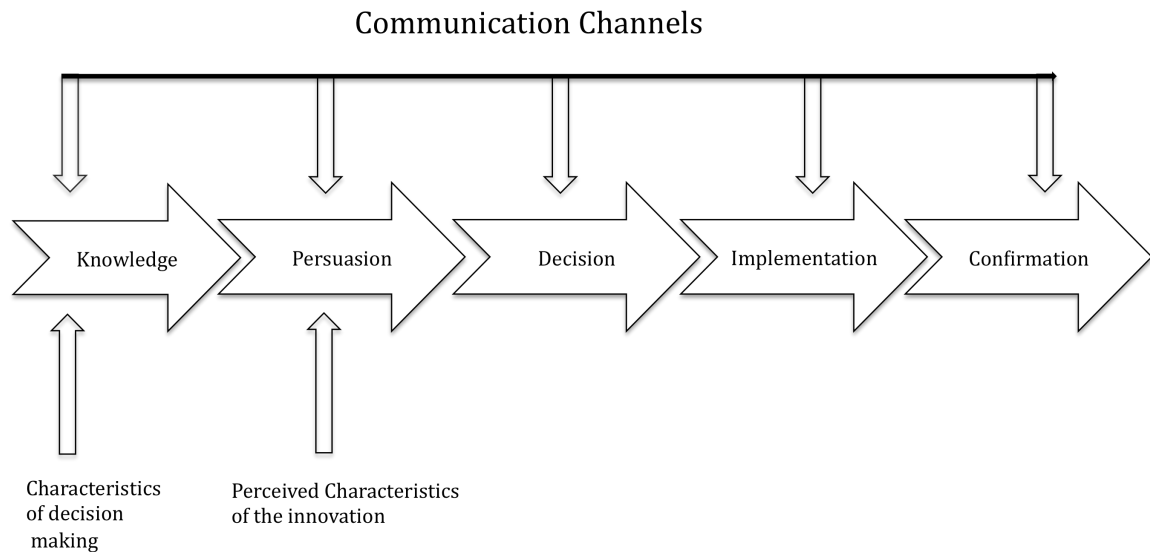 Communication Channels
Knowledge
Persuasion
Decision
Implementation
Confirmation
Characteristics
of decision
making
Perceived Characteristics
of the innovation